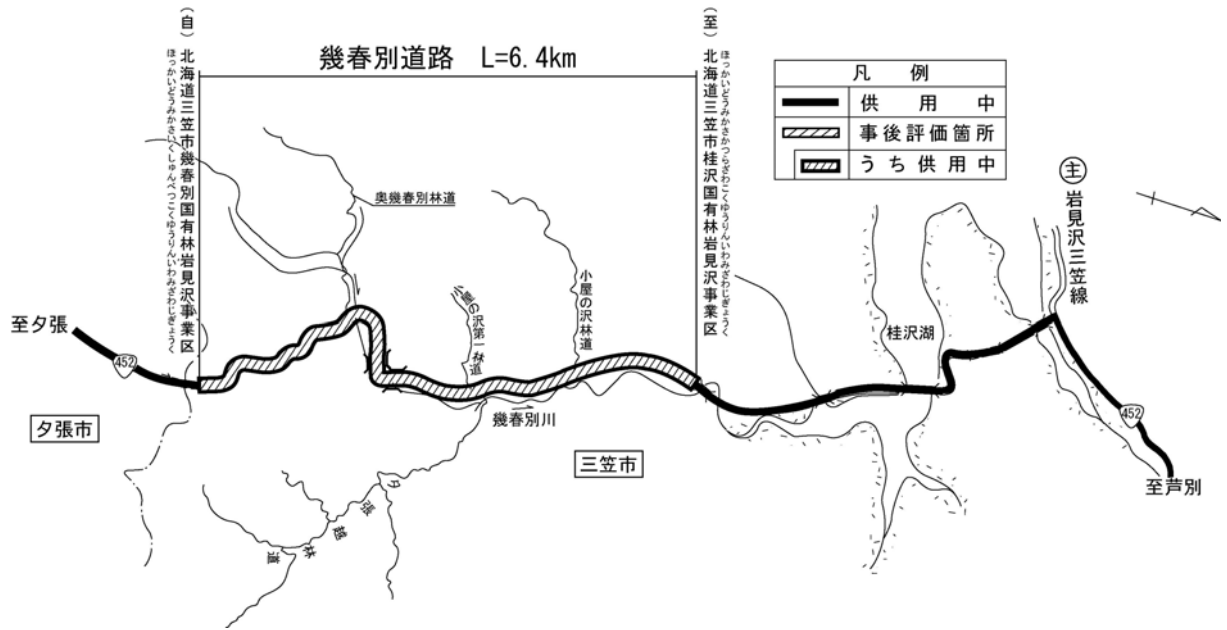 幾春別道路 L=6.4km
(自)北海道三笠市幾春別国有林岩見沢事業区
ほっかいどうみかさいくしゅんべつこくゆうりんいわみざわじぎょうく
(至)北海道三笠市桂沢国有林岩見沢事業区
ほっかいどうみかさかつらざわこくゆうりんいわみざわじぎょうく
凡例
供用中
事後評価箇所
うち供用中
主
岩見沢三笠線
奥幾春別林道
小屋の沢第一林道
小屋の沢林道
桂沢湖
至夕張
452
夕張市
幾春別川
三笠市
夕張越林道
452
至芦別